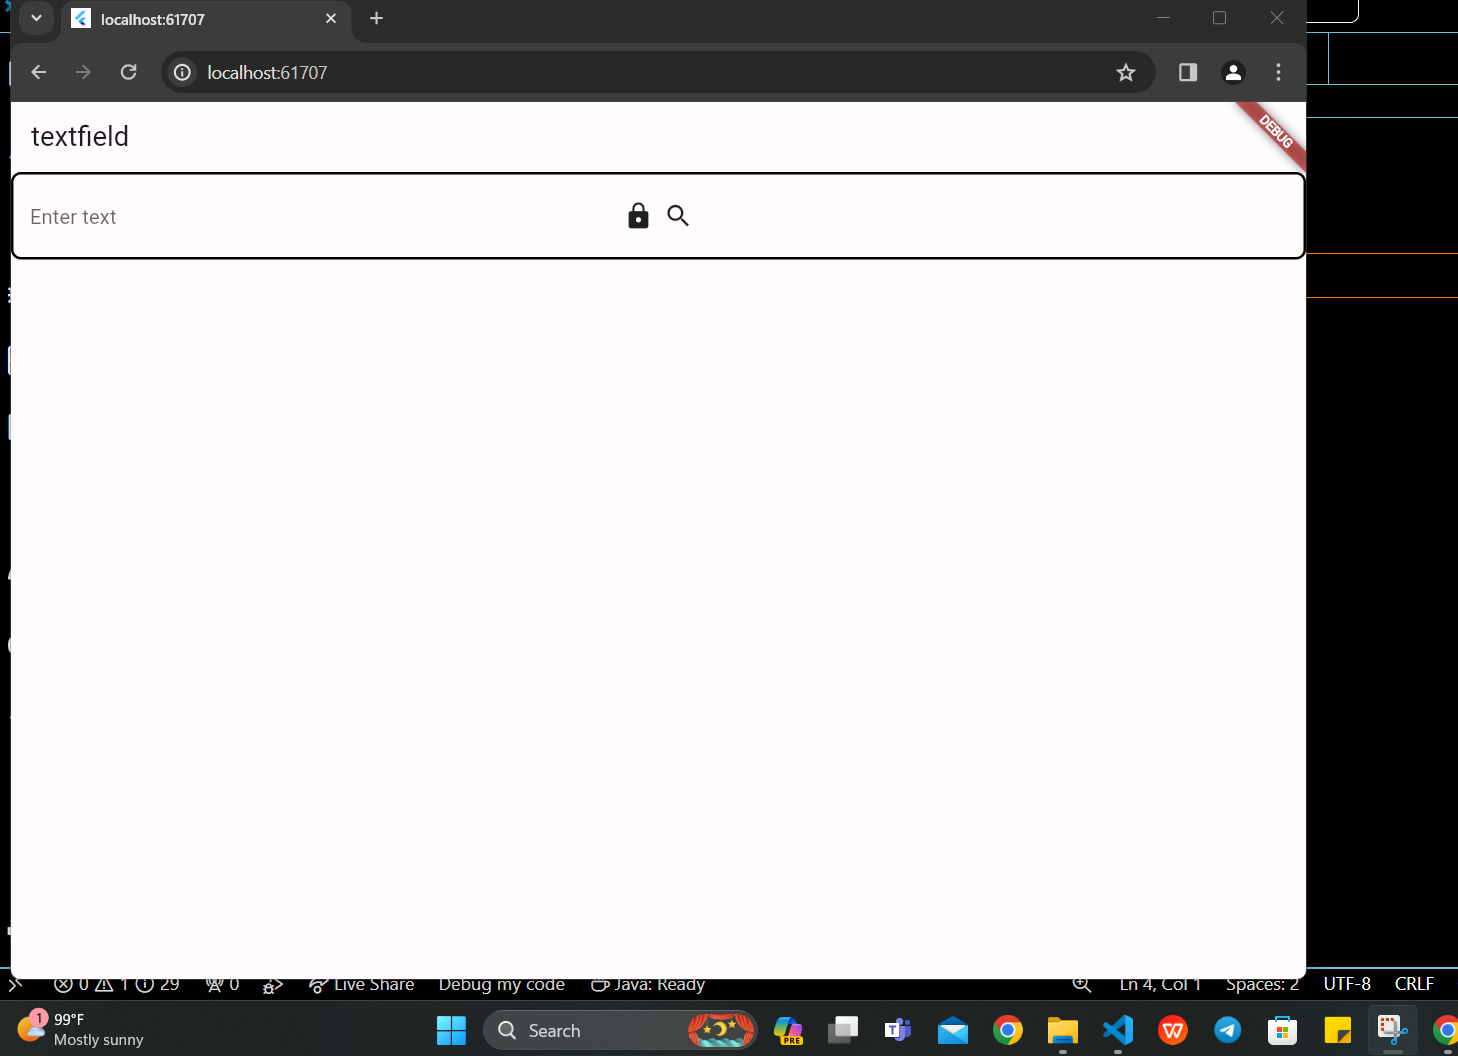 localhost:61707
localhost:61707
textfield
DEBUG
Enter text
0 1 29 0 Live Share Debug my code Java: Ready Ln 4, Col 1 Spaces: 2 UTF-8 CRLF
1
99°F
Mostly sunny
Search
PRE
T
W